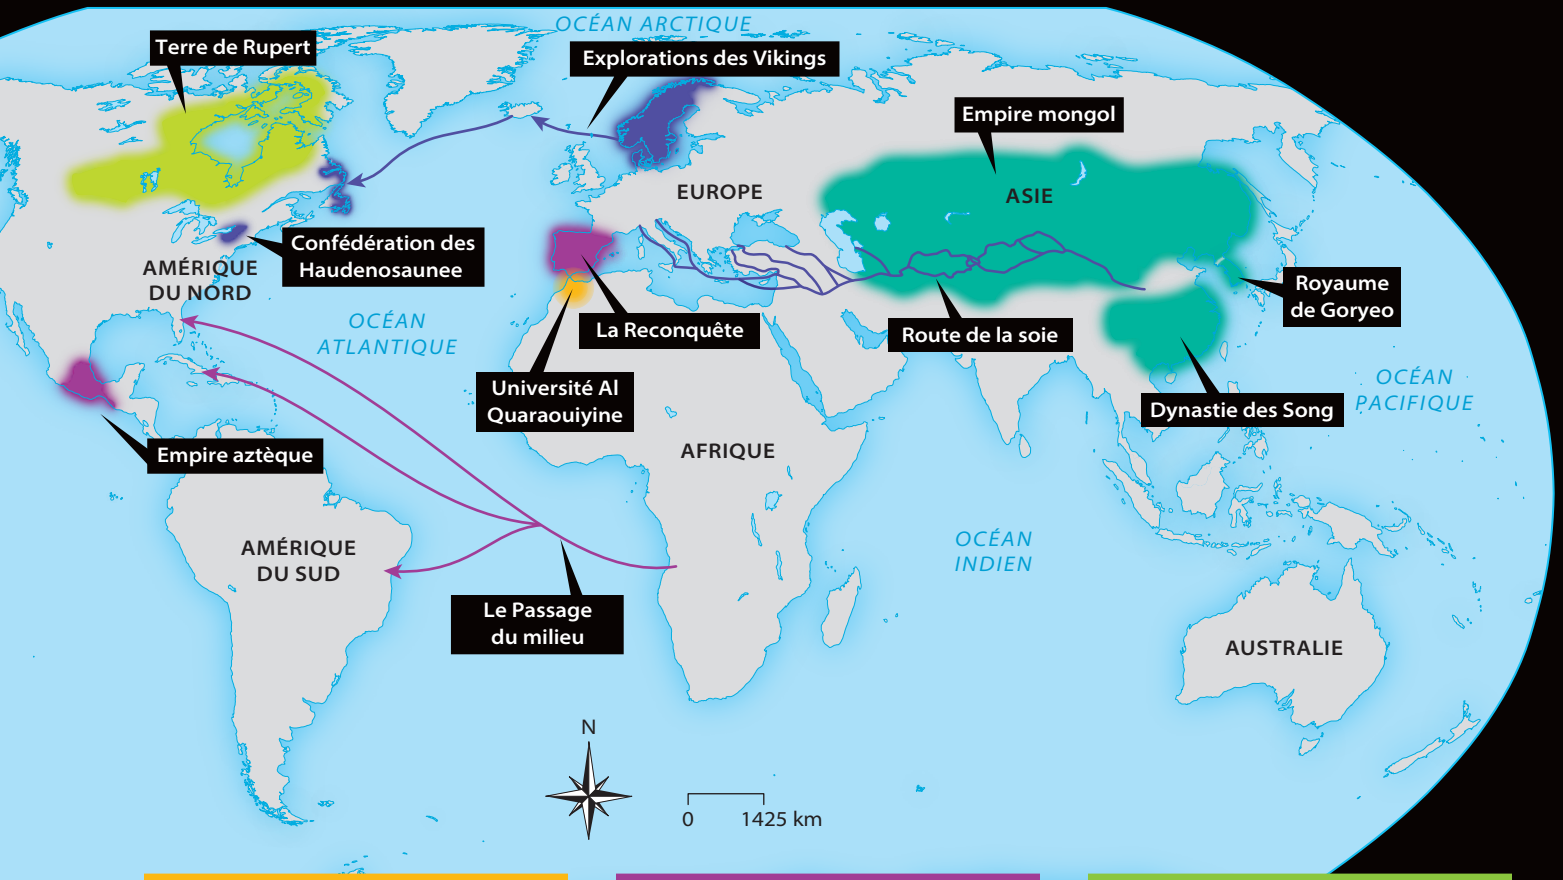 OCÉAN ARCTIQUE
Terre de Rupert
Explorations des Vikings
Empire mongol
EUROPE
ASIE
Confédération des
Haudenosaunee
AMÉRIQUE
DU NORD
Royaume
de Goryeo
OCÉAN
ATLANTIQUE
La Reconquête
Route de la soie
Université Al
Quaraouiyine
OCÉAN
PACIFIQUE
Dynastie des Song
Empire aztèque
AFRIQUE
AMÉRIQUE
DU SUD
OCÉAN
INDIEN
Le Passage
du milieu
AUSTRALIE
N
0 1425 km